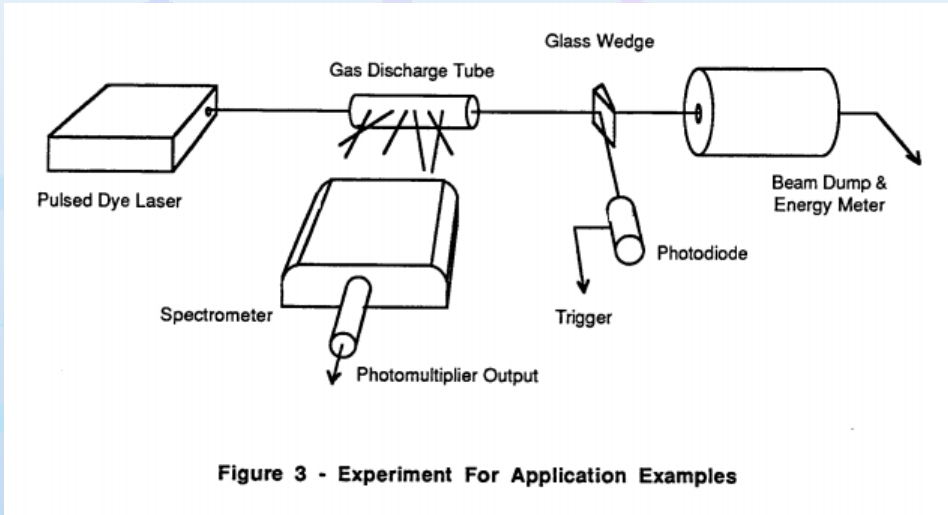 Glass Wedge
Gas Discharge Tube
Pulsed Dye Laser
Beam Dump &
Energy Meter
Photodiode
Spectrometer
Trigger
Photomultiplier Output
Figure 3 - Experiment For Application Examples